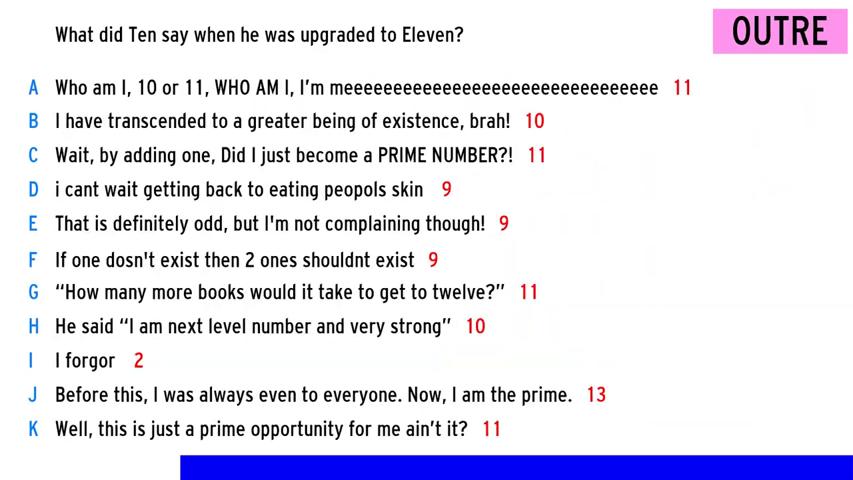 What did Ten say when he was upgraded to Eleven?
OUTRE
A Who am I, 10 or 11, WHO AM I, I'm meeeeeeeeeeeeeeeeeeeeeeeeeeeeeeeee 11
B I have transcended to a greater being of existence, brah! 10
C Wait, by adding one, Did I just become a PRIME NUMBER?! 11
D i cant wait getting back to eating peopols skin 9
E That is definitely odd, but I'm not complaining though! 9
F If one dosn't exist then 2 ones shouldnt exist 9
G “How many more books would it take to get to twelve?” 11
H He said “I am next level number and very strong” 10
I I forgor 2
J Before this, I was always even to everyone. Now, I am the prime. 13
K Well, this is just a prime opportunity for me ain't it? 11